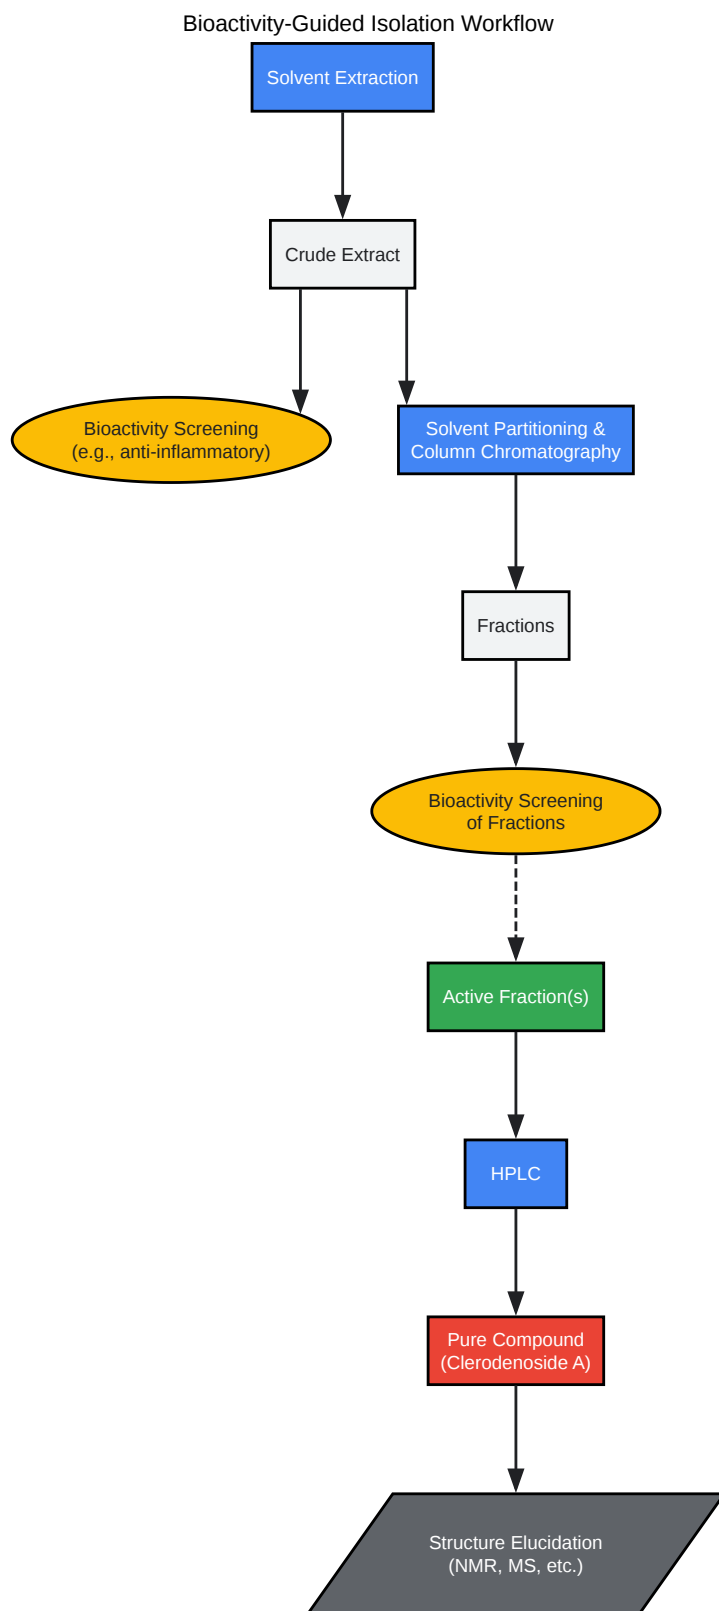 Bioactivity-Guided Isolation Workflow
Solvent Extraction
Crude Extract
Bioactivity Screening
(e.g., anti-inflammatory)
Solvent Partitioning &
Column Chromatography
Fractions
Bioactivity Screening
of Fractions
Active Fraction(s)
HPLC
Pure Compound
(Clerodenoside A)
Structure Elucidation
(NMR, MS, etc.)